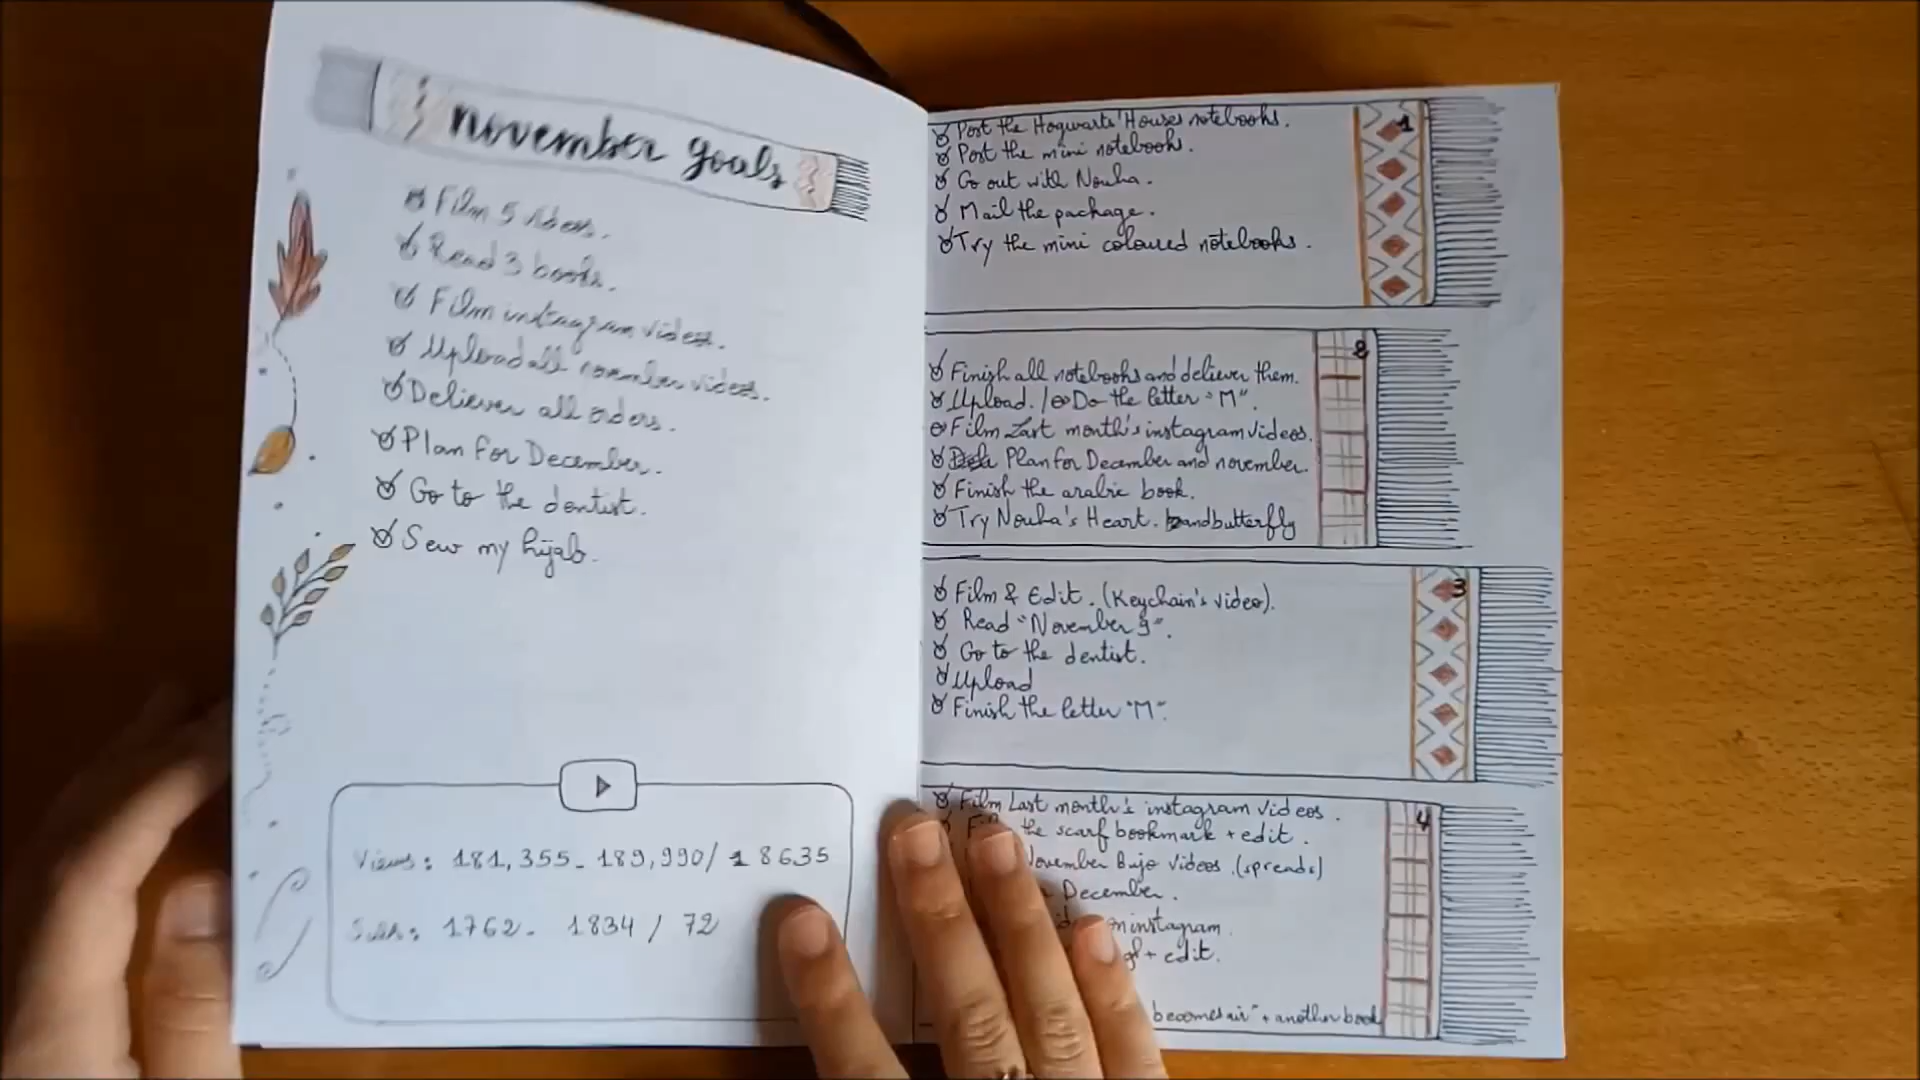 november goals
Film 5 videos.
Read 3 books.
Film instagram videos.
Upload all november videos.
Deliever all orders.
Plan for December.
Go to the dentist.
Sew my hijab.
Views: 181,355 - 189,990 / 8635
Subs: 1762 - 1834 / 72
1
Post the Hogwarts' Houses notebooks.
Post the mini notebooks.
Go out with Nouha.
Mail the package.
Try the mini coloured notebooks.
2
Finish all notebooks and deliever them.
Upload. / Do the letter "M".
Film Last month's instagram videos.
Plan for December and november.
Finish the arabic book.
Try Nouha's Heart. and butterfly
3
Film & Edit. (Keychain's video).
Read "November 9".
Go to the dentist.
Upload
Finish the letter "M".
4
Film Last month's instagram videos.
the scarf bookmark + edit.
November Bujo videos. (spreads)
December.
instagram.
+ edit.
becomes air" + another book